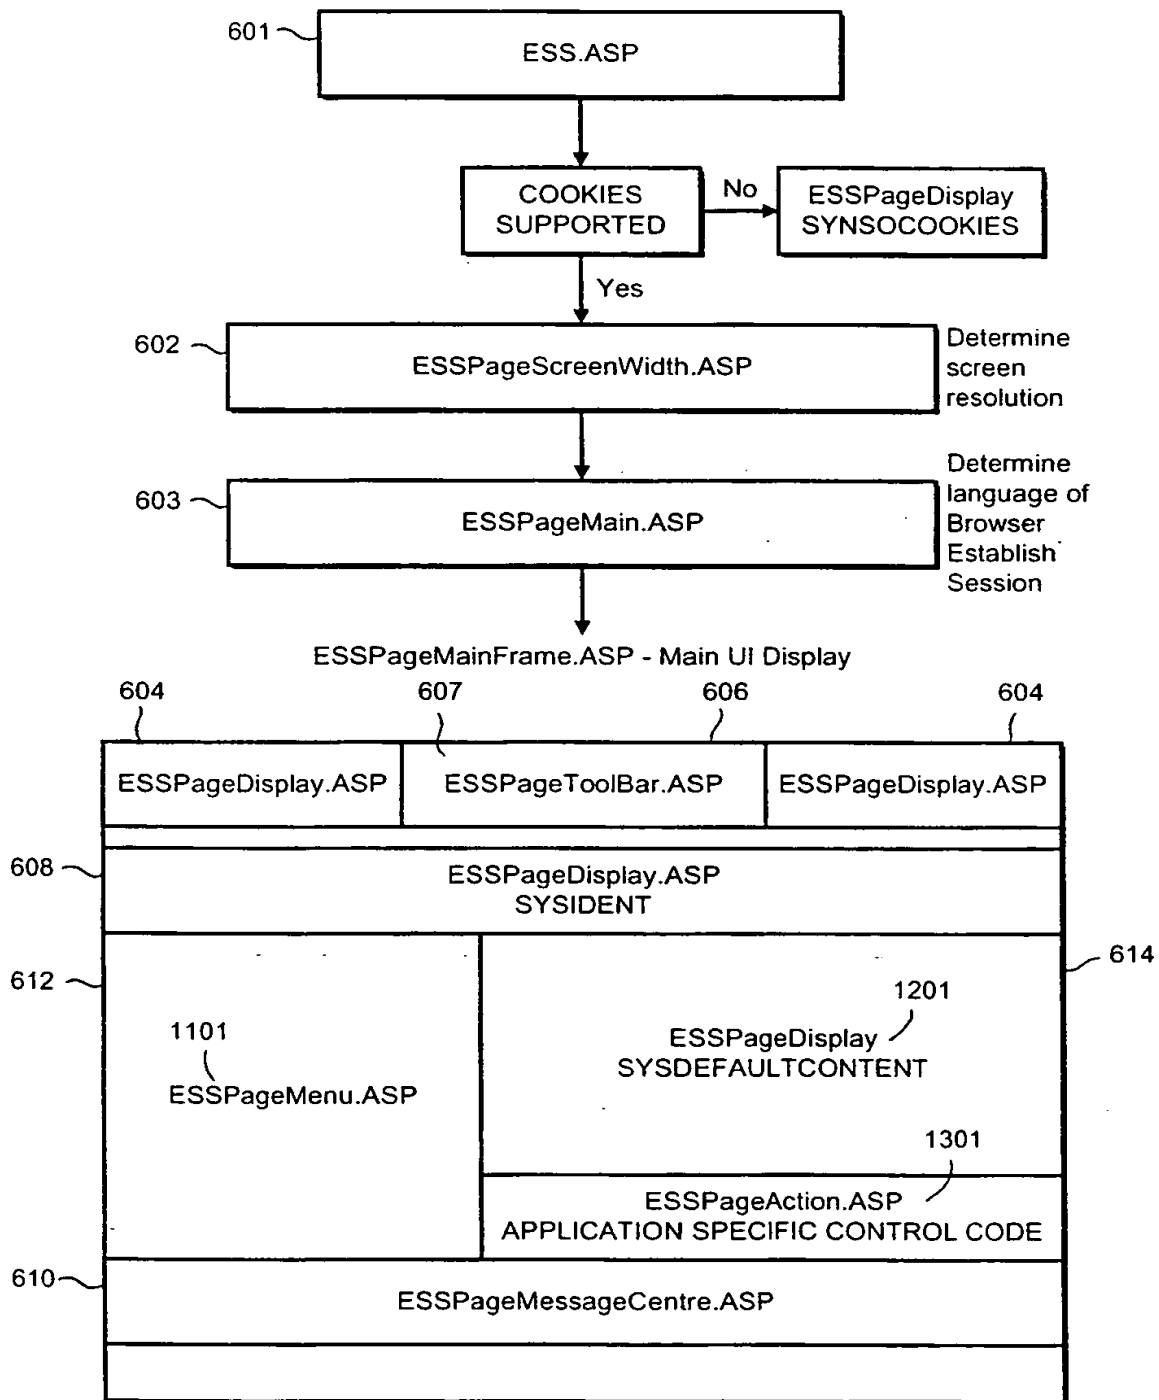 601
ESS.ASP
COOKIES
SUPPORTED
No
ESSPageDisplay
SYNSOCOOKIES
Yes
602
ESSPageScreenWidth.ASP
Determine
screen
resolution
603
ESSPageMain.ASP
Determine
language of
Browser
Establish
Session
ESSPageMainFrame.ASP - Main UI Display
604
607
606
604
ESSPageDisplay.ASP
ESSPageToolBar.ASP
ESSPageDisplay.ASP
608
ESSPageDisplay.ASP
SYSIDENT
612
614
1101
ESSPageMenu.ASP
1201
ESSPageDisplay
SYSDEFAULTCONTENT
1301
ESSPageAction.ASP
APPLICATION SPECIFIC CONTROL CODE
610
ESSPageMessageCentre.ASP